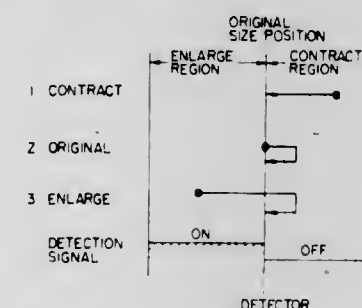 ORIGINAL
SIZE POSITION
ENLARGE
REGION
CONTRACT
REGION
1 CONTRACT
2 ORIGINAL
3 ENLARGE
DETECTION
SIGNAL
ON
OFF
DETECTOR